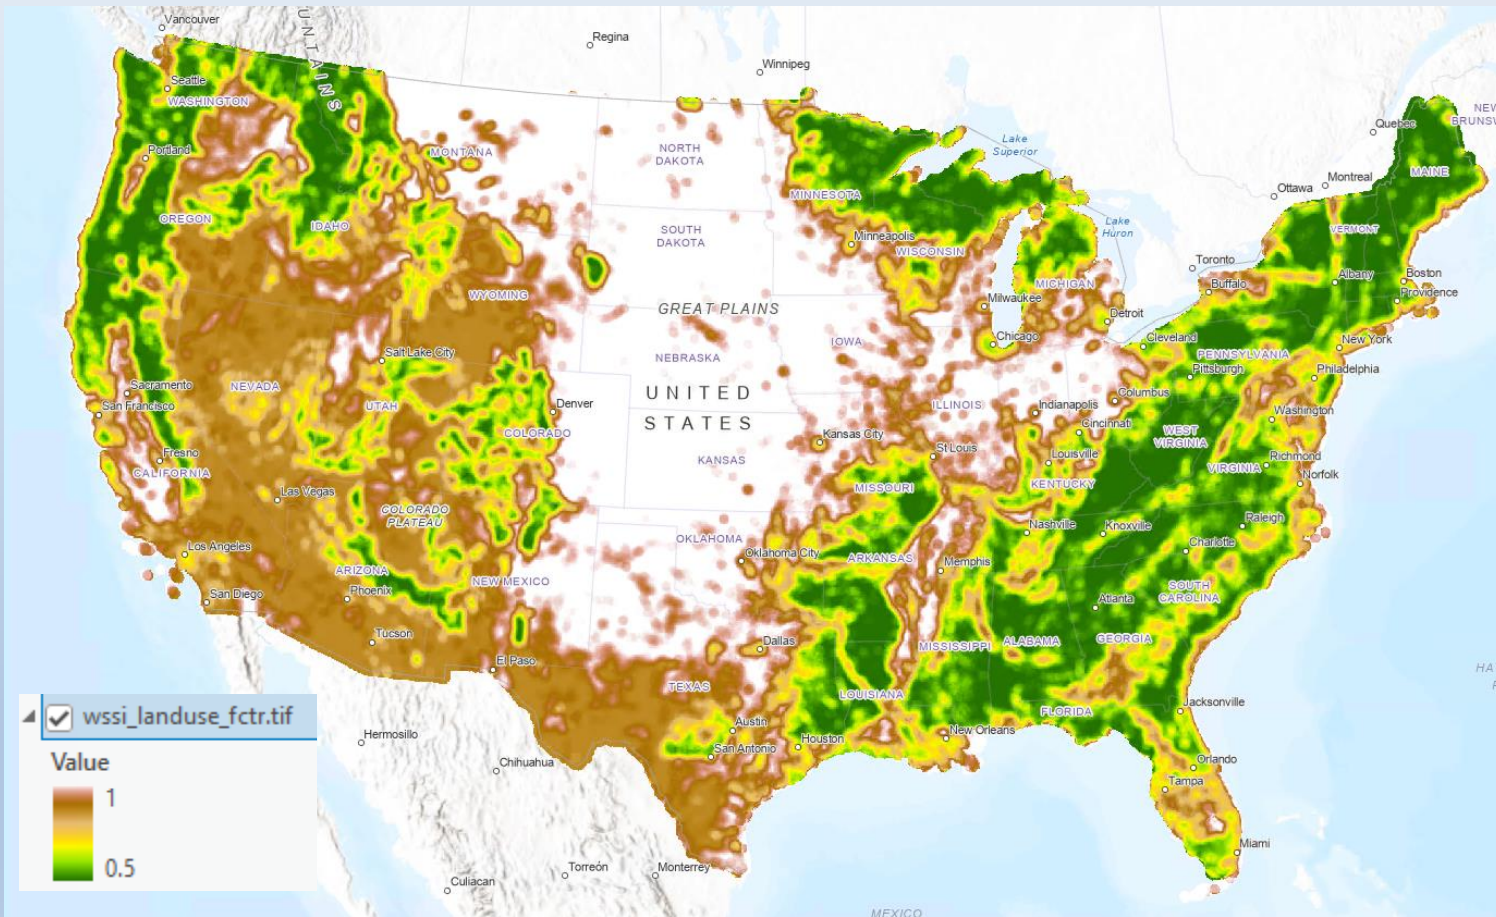 Vancouver
UNTAINS
Regina
Winnipeg
Seattle
WASHINGTON
Quebec
NEW
BRUNSW
Lake
Superior
Portland
MONTANA
NORTH
DAKOTA
Ottawa
Montreal
MAINE
MINNESOTA
OREGON
IDAHO
SOUTH
DAKOTA
Minneapolis
WISCONSIN
Lake
Huron
VERMONT
Toronto
Albany
Boston
WYOMING
GREAT PLAINS
Milwaukee
MICHIGAN
Buffalo
Providence
Detroit
Chicago
Cleveland
New York
Salt Lake City
IOWA
NEBRASKA
PENNSYLVANIA
Pittsburgh
Philadelphia
Sacramento
NEVADA
UNITED
STATES
Columbus
San Francisco
UTAH
Denver
ILLINOIS
Indianapolis
Washington
COLORADO
Kansas City
Cincinnati
WEST
VIRGINIA
Fresno
CALIFORNIA
KANSAS
St Louis
Louisville
VIRGINIA
Richmond
Norfolk
Las Vegas
COLORADO
PLATEAU
MISSOURI
KENTUCKY
Nashville
Knoxville
Raleigh
Los Angeles
OKLAHOMA
Oklahoma City
ARKANSAS
Memphis
Charlotte
ARIZONA
Phoenix
NEW MEXICO
San Diego
SOUTH
CAROLINA
Atlanta
Tucson
Dallas
MISSISSIPPI
ALABAMA
GEORGIA
El Paso
TEXAS
LOUISIANA
HA
wssi_landuse_fctr.tif
Austin
FLORIDA
Jacksonville
Hermosillo
San Antonio
Houston
New Orleans
Value
Chihuahua
Orlando
1
Tampa
0.5
Miami
Culiacan
Torreón
Monterrey
MEXICO